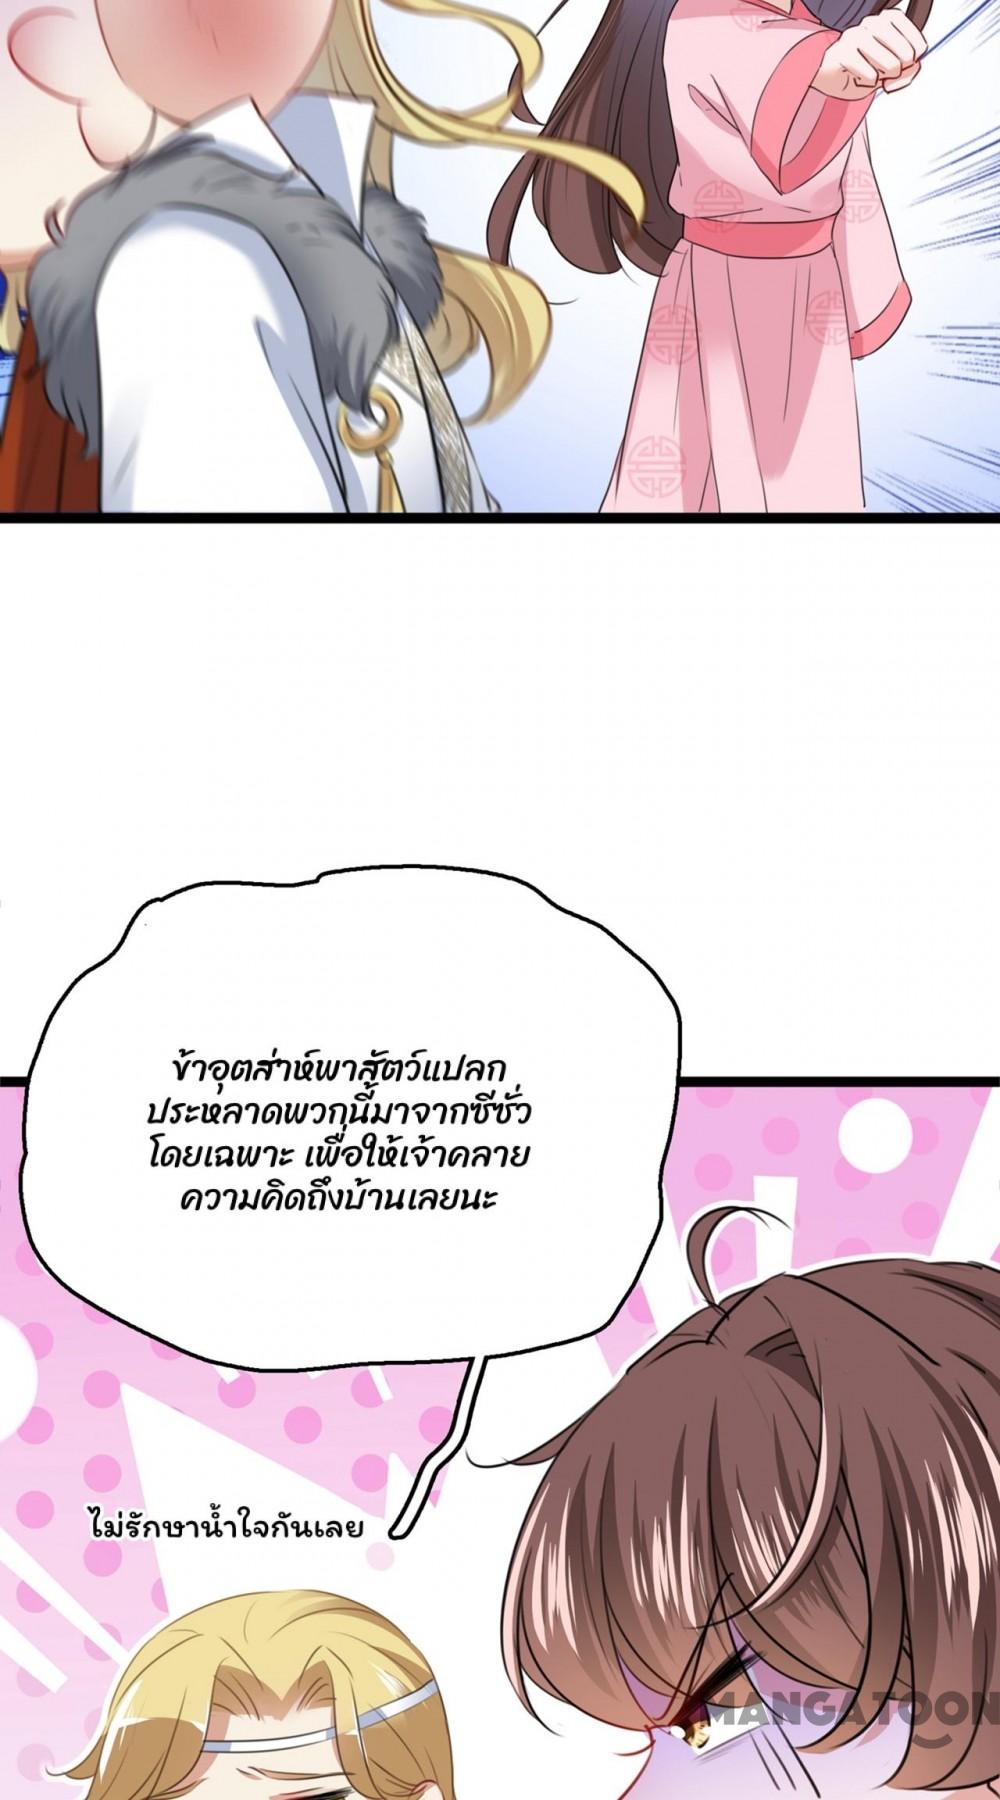 ข้าอุตส่าห์พาสัตว์แปลก
ประหลาดพวกนี้มาจากซีซั่ว
โดยเฉพาะ เพื่อให้เจ้าคลาย
ความคิดถึงบ้านเลยนะ
ไม่รักษาน้ำใจกันเลย
MANGATOON